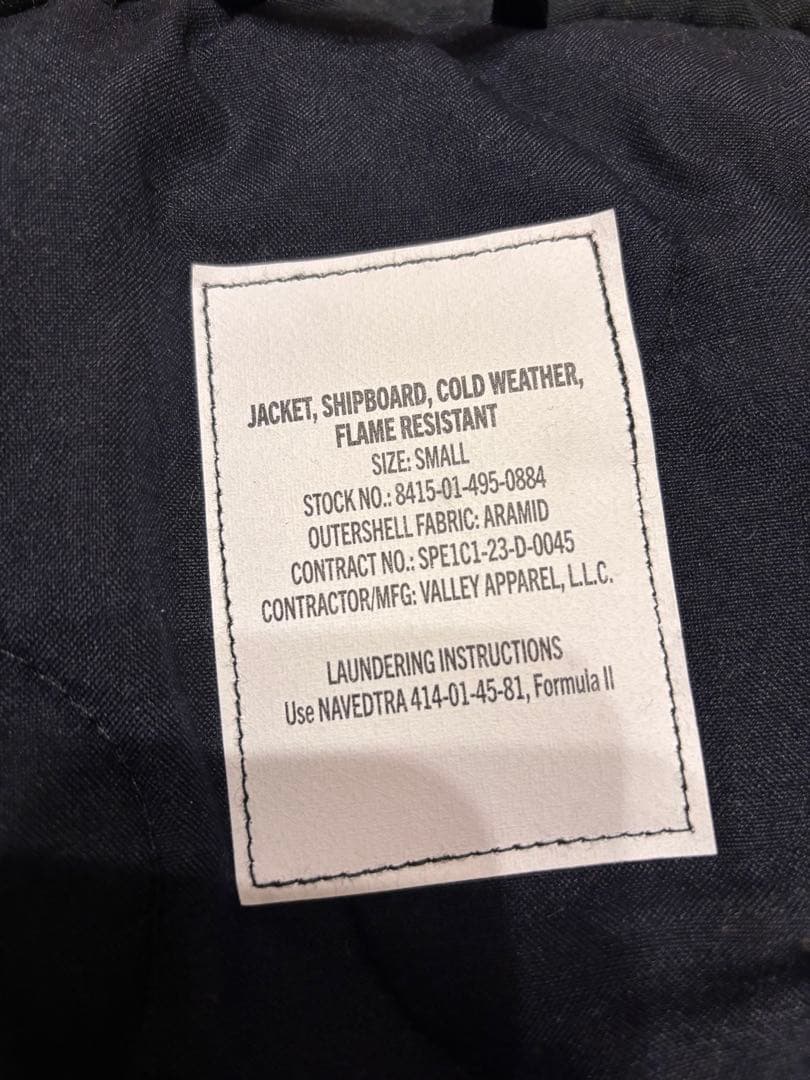 JACKET, SHIPBOARD, COLD WEATHER,
FLAME RESISTANT
SIZE: SMALL
STOCK NO.: 8415-01-495-0884
OUTERSHELL FABRIC: ARAMID
CONTRACT NO.: SPE1C1-23-D-0045
CONTRACTOR/MFG: VALLEY APPAREL, L.L.C.
LAUNDERING INSTRUCTIONS
Use NAVEDTRA 414-01-45-81, Formula II